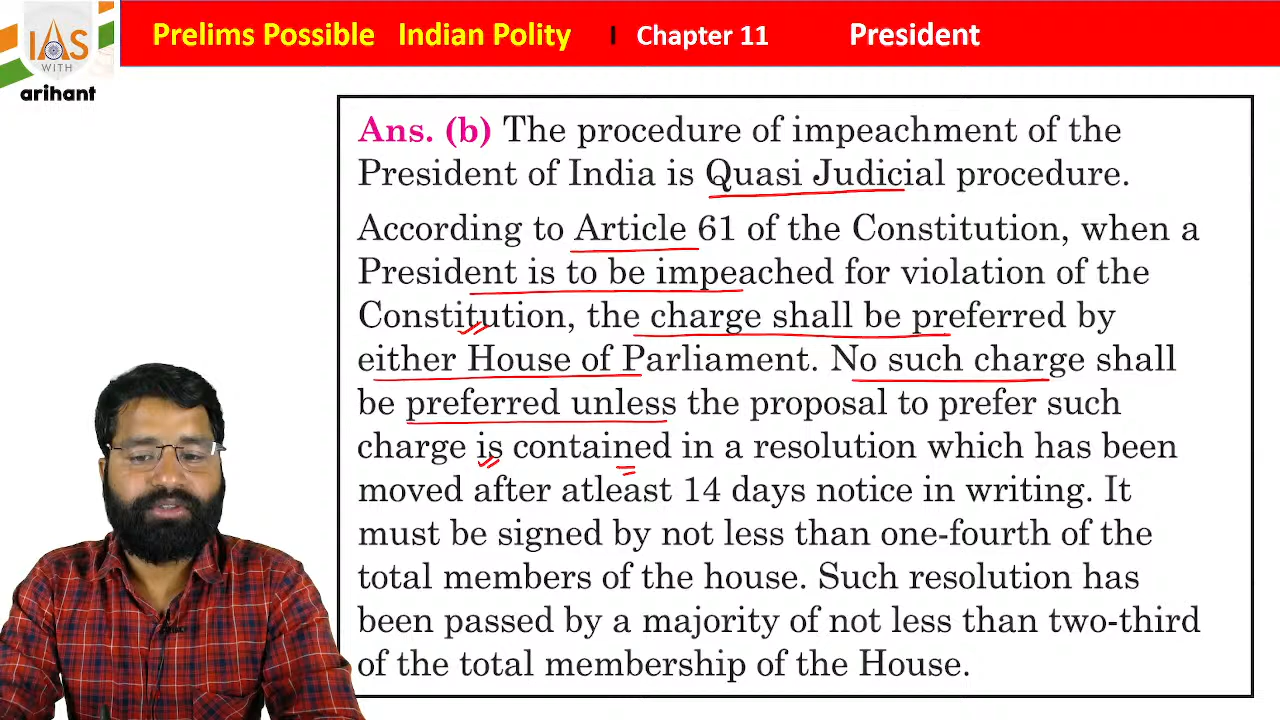 IAS
WITH
arihant
Prelims Possible Indian Polity | Chapter 11 President
Ans. (b) The procedure of impeachment of the
President of India is Quasi Judicial procedure.
According to Article 61 of the Constitution, when a
President is to be impeached for violation of the
Constitution, the charge shall be preferred by
either House of Parliament. No such charge shall
be preferred unless the proposal to prefer such
charge is contained in a resolution which has been
moved after atleast 14 days notice in writing. It
must be signed by not less than one-fourth of the
total members of the house. Such resolution has
been passed by a majority of not less than two-third
of the total membership of the House.